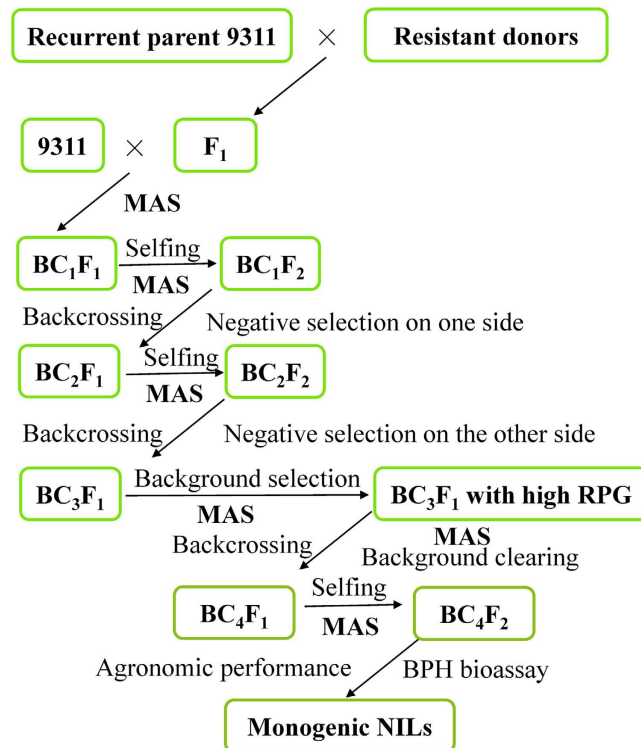 Recurrent parent 9311 × Resistant donors
9311 × F₁
MAS
BC₁F₁ Selfing BC₁F₂
MAS
Backcrossing Negative selection on one side
BC₂F₁ Selfing BC₂F₂
MAS
Backcrossing Negative selection on the other side
BC₃F₁ Background selection BC₃F₁ with high RPG
MAS MAS
Backcrossing Background clearing
BC₄F₁ Selfing BC₄F₂
MAS
Agronomic performance BPH bioassay
Monogenic NILs